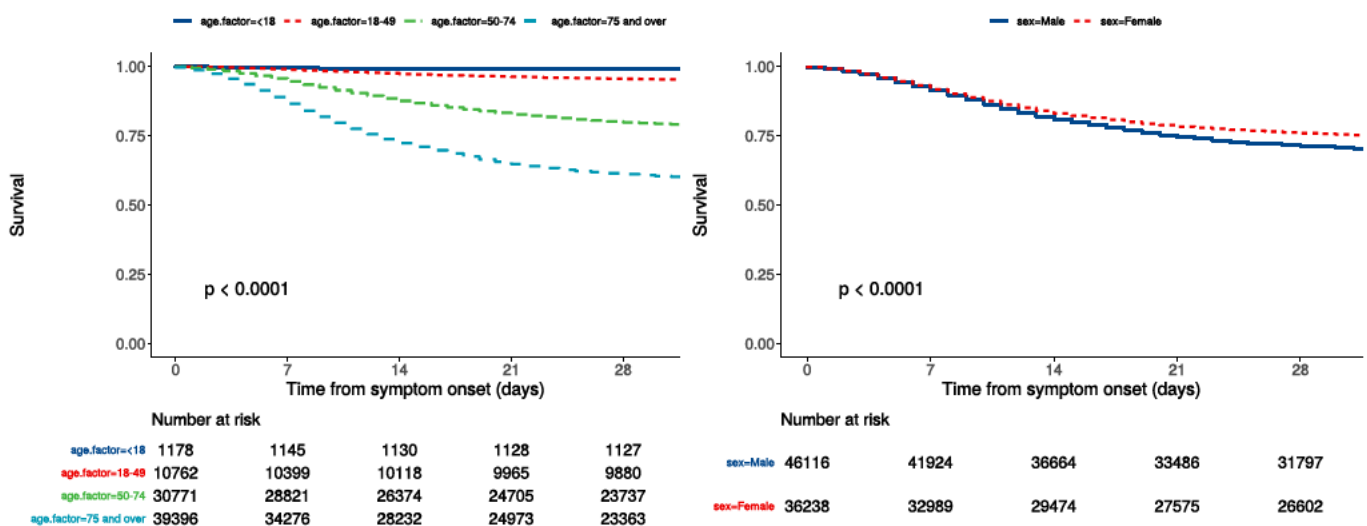 age.factor=<18 age.factor=18-49 age.factor=50-74 age.factor=75 and over
1.00
0.75
0.50
0.25
0.00
Survival
p < 0.0001
0 7 14 21 28
Time from symptom onset (days)
Number at risk
age.factor=<18 1178 1145 1130 1128 1127
age.factor=18-49 10762 10399 10118 9965 9880
age.factor=50-74 30771 28821 26374 24705 23737
age.factor=75 and over 39396 34276 28232 24973 23363
sex=Male sex=Female
1.00
0.75
0.50
0.25
0.00
Survival
p < 0.0001
0 7 14 21 28
Time from symptom onset (days)
Number at risk
sex=Male 46116 41924 36664 33486 31797
sex=Female 36238 32989 29474 27575 26602